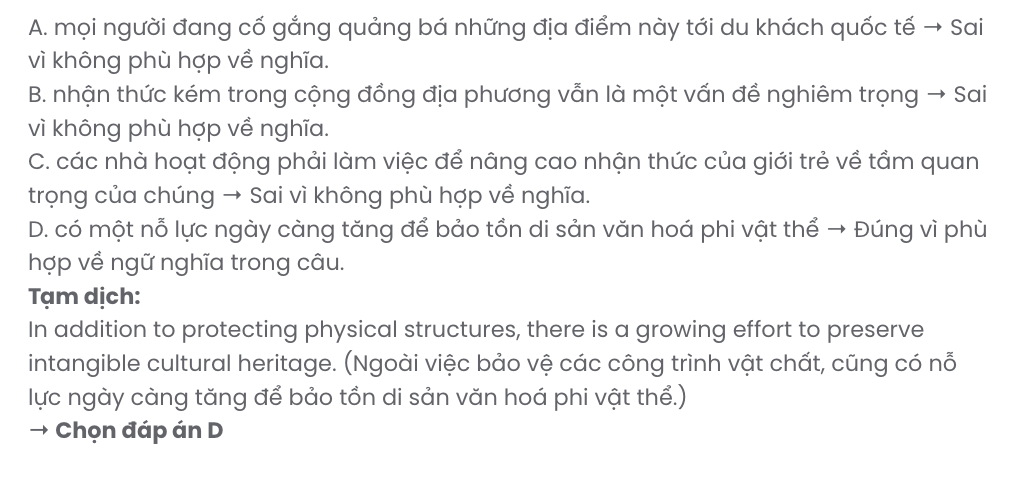 A. mọi người đang cố gắng quảng bá những địa điểm này tới du khách quốc tế → Sai
vì không phù hợp về nghĩa.
B. nhận thức kém trong cộng đồng địa phương vẫn là một vấn đề nghiêm trọng → Sai
vì không phù hợp về nghĩa.
C. các nhà hoạt động phải làm việc để nâng cao nhận thức của giới trẻ về tầm quan
trọng của chúng → Sai vì không phù hợp về nghĩa.
D. có một nỗ lực ngày càng tăng để bảo tồn di sản văn hoá phi vật thể → Đúng vì phù
hợp về ngữ nghĩa trong câu.
Tạm dịch:
In addition to protecting physical structures, there is a growing effort to preserve
intangible cultural heritage. (Ngoài việc bảo vệ các công trình vật chất, cũng có nỗ
lực ngày càng tăng để bảo tồn di sản văn hoá phi vật thể.)
→ Chọn đáp án D